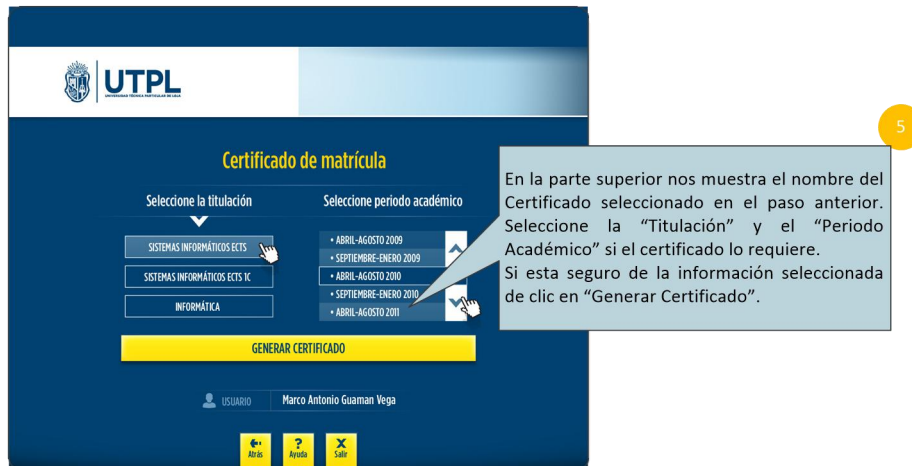 UTPL
UNIVERSIDAD TÉCNICA PARTICULAR DE LOJA
5
Certificado de matrícula
Seleccione la titulación
Seleccione periodo académico
SISTEMAS INFORMÁTICOS ECTS
SISTEMAS INFORMÁTICOS ECTS 1C
INFORMÁTICA
• ABRIL-AGOSTO 2009
• SEPTIEMBRE-ENERO 2009
• ABRIL-AGOSTO 2010
• SEPTIEMBRE-ENERO 2010
• ABRIL-AGOSTO 2011
En la parte superior nos muestra el nombre del
Certificado seleccionado en el paso anterior.
Seleccione la “Titulación” y el “Periodo
Académico” si el certificado lo requiere.
Si esta seguro de la información seleccionada
de clic en “Generar Certificado”.
GENERAR CERTIFICADO
USUARIO Marco Antonio Guaman Vega
Atrás
? Ayuda
X Salir